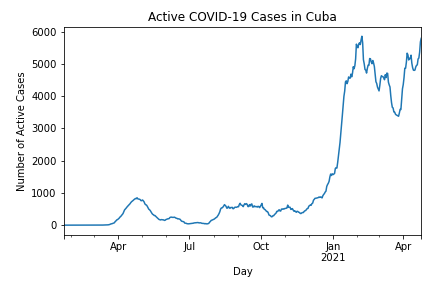 Active COVID-19 Cases in Cuba
Number of Active Cases
6000
5000
4000
3000
2000
1000
0
Apr
Jul
Oct
Jan
2021
Apr
Day